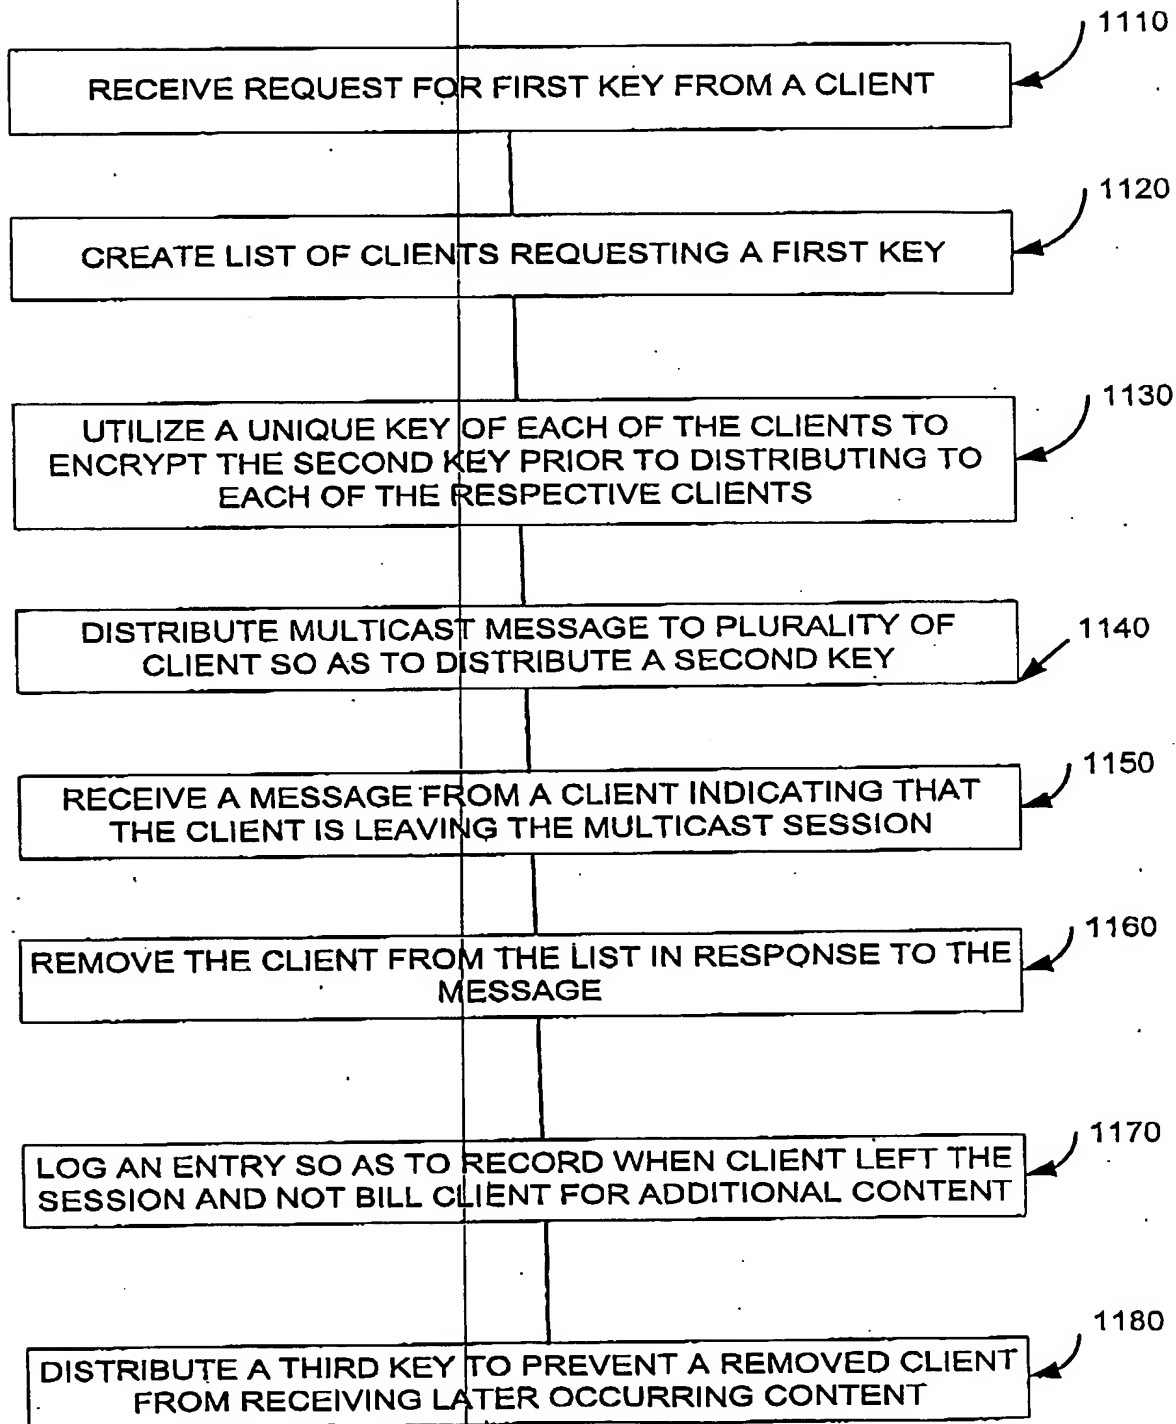 1110
RECEIVE REQUEST FOR FIRST KEY FROM A CLIENT
1120
CREATE LIST OF CLIENTS REQUESTING A FIRST KEY
1130
UTILIZE A UNIQUE KEY OF EACH OF THE CLIENTS TO
ENCRYPT THE SECOND KEY PRIOR TO DISTRIBUTING TO
EACH OF THE RESPECTIVE CLIENTS
1140
DISTRIBUTE MULTICAST MESSAGE TO PLURALITY OF
CLIENT SO AS TO DISTRIBUTE A SECOND KEY
1150
RECEIVE A MESSAGE FROM A CLIENT INDICATING THAT
THE CLIENT IS LEAVING THE MULTICAST SESSION
1160
REMOVE THE CLIENT FROM THE LIST IN RESPONSE TO THE
MESSAGE
1170
LOG AN ENTRY SO AS TO RECORD WHEN CLIENT LEFT THE
SESSION AND NOT BILL CLIENT FOR ADDITIONAL CONTENT
1180
DISTRIBUTE A THIRD KEY TO PREVENT A REMOVED CLIENT
FROM RECEIVING LATER OCCURRING CONTENT